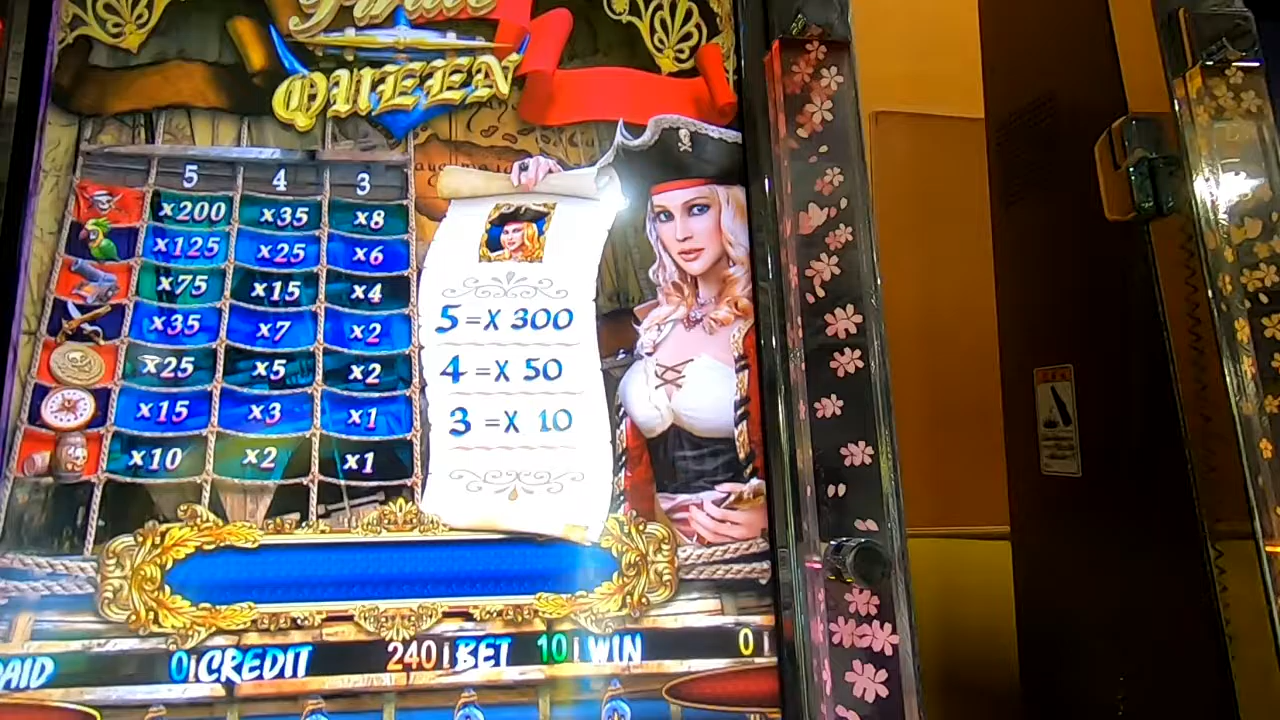 Pirate
QUEEN
5 4 3
x200 x35 x8
x125 x25 x6
x75 x15 x4
x35 x7 x2
x25 x5 x2
x15 x3 x1
x10 x2 x1
5=X 300
4=X 50
3=X 10
PAID 0 CREDIT 240 BET 10 WIN 0